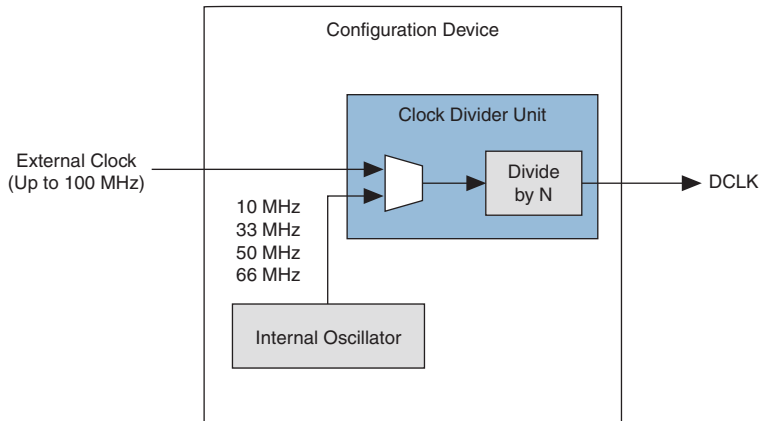 Configuration Device
Clock Divider Unit
External Clock
(Up to 100 MHz)
Divide
by N
DCLK
10 MHz
33 MHz
50 MHz
66 MHz
Internal Oscillator